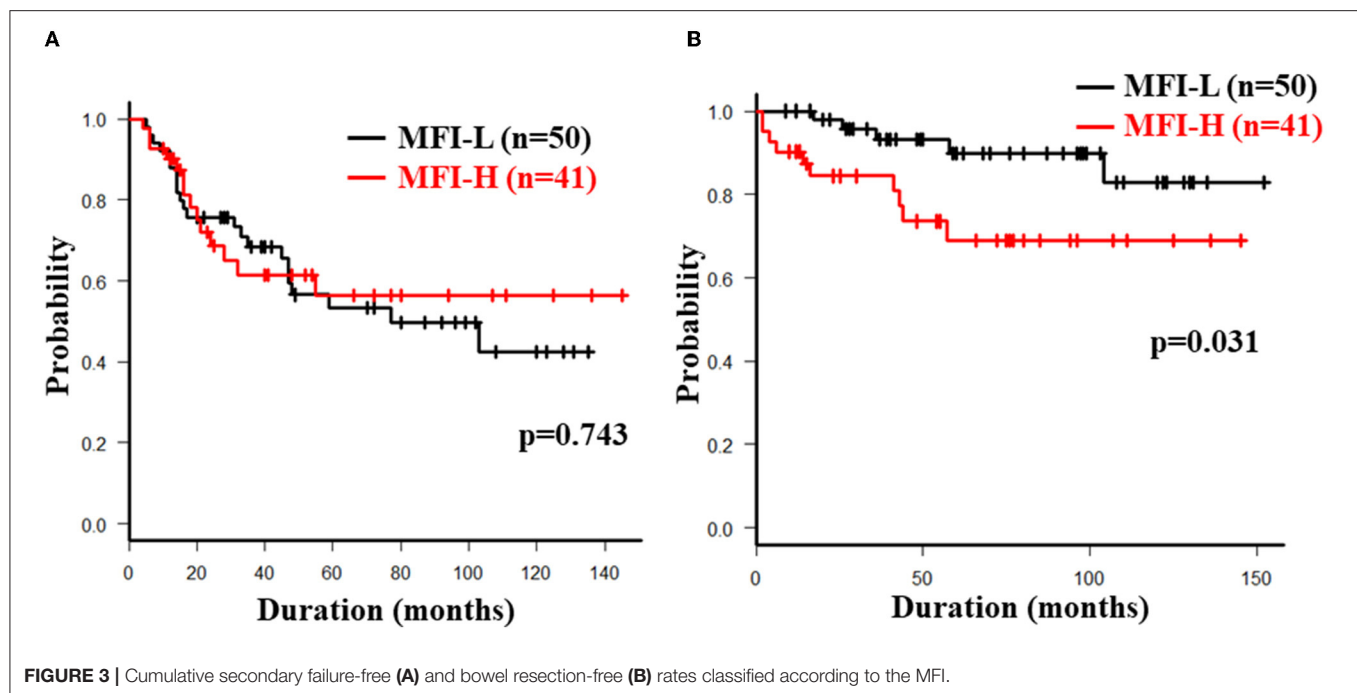 A
MFI-L (n=50)
MFI-H (n=41)
Probability
1.0
0.8
0.6
0.4
0.2
0.0
p=0.743
0 20 40 60 80 100 120 140
Duration (months)
B
MFI-L (n=50)
MFI-H (n=41)
Probability
1.0
0.8
0.6
0.4
0.2
0.0
p=0.031
0 50 100 150
Duration (months)
FIGURE 3 | Cumulative secondary failure-free (A) and bowel resection-free (B) rates classified according to the MFI.